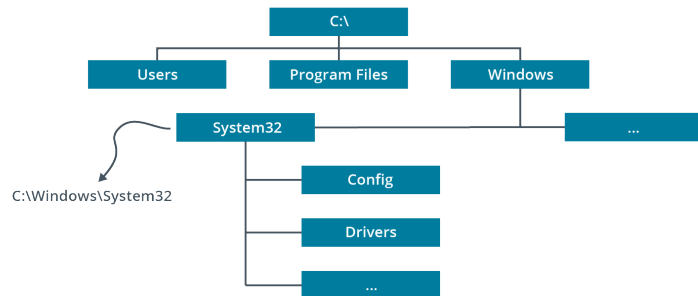 C:\
Users
Program Files
Windows
System32
...
C:\Windows\System32
Config
Drivers
...